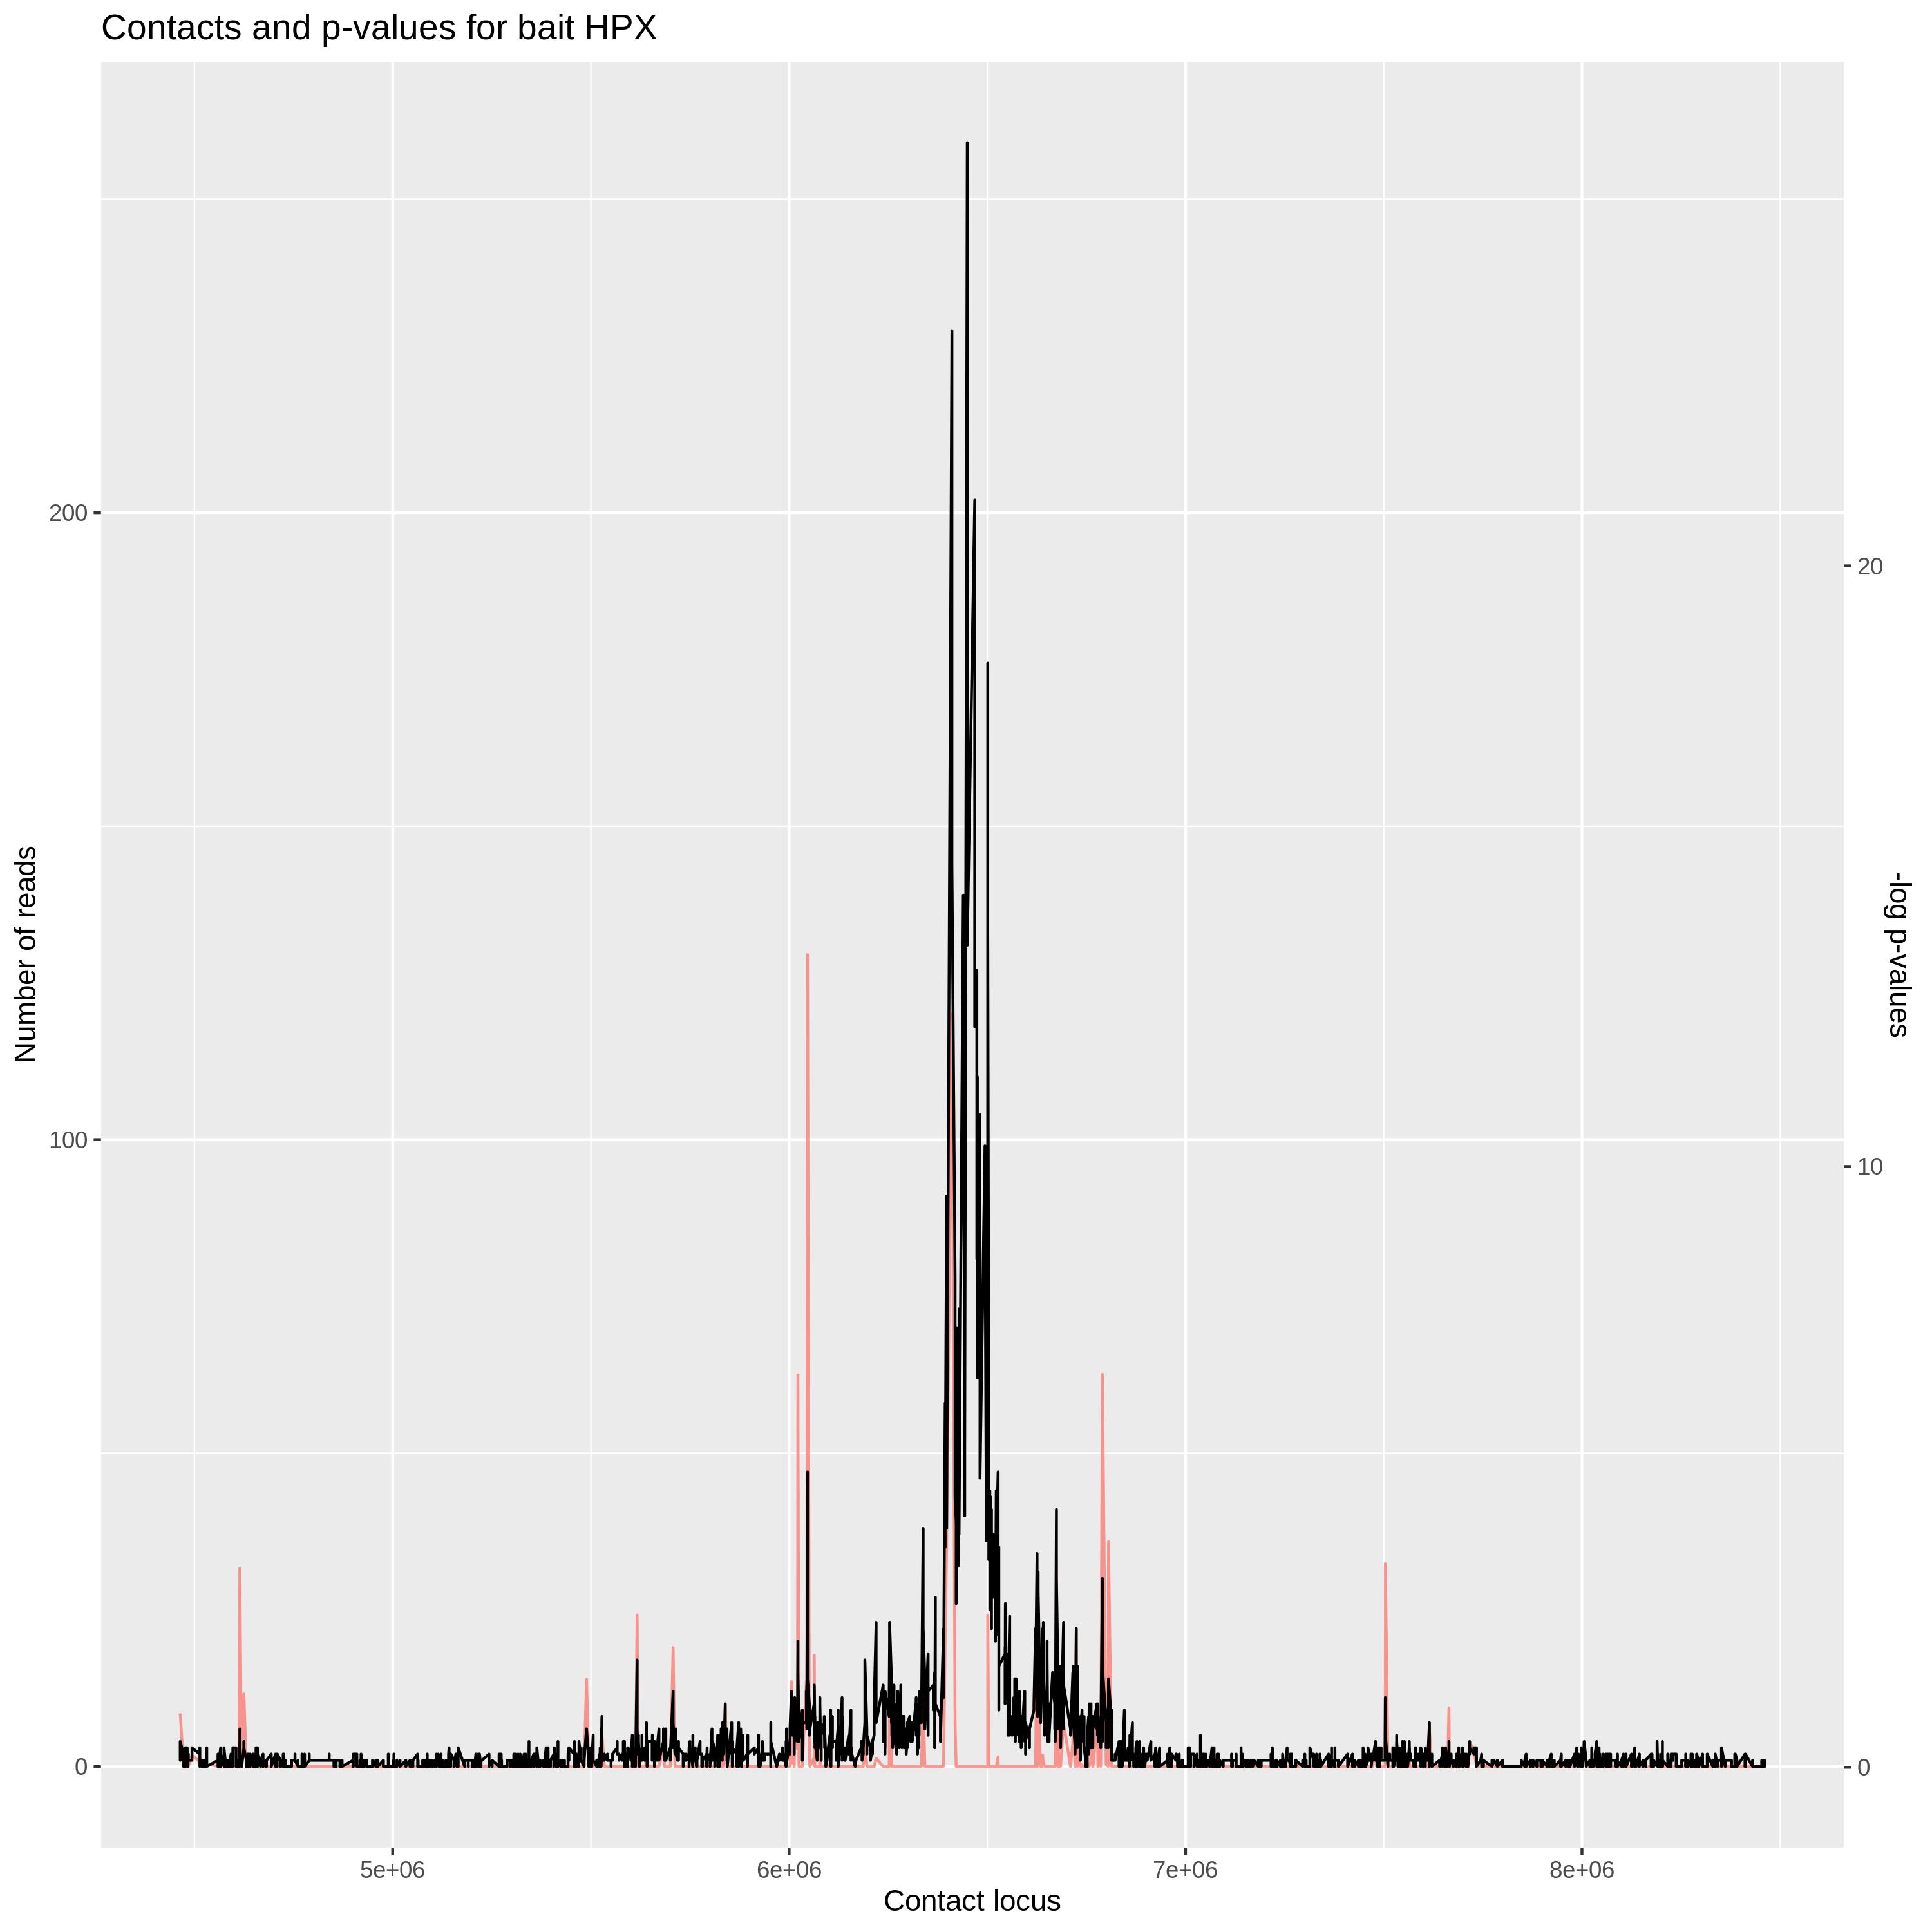 Contacts and p-values for bait HPX
Number of reads
200
100
0
20
10
0
-log p-values
5e+06
6e+06
7e+06
8e+06
Contact locus